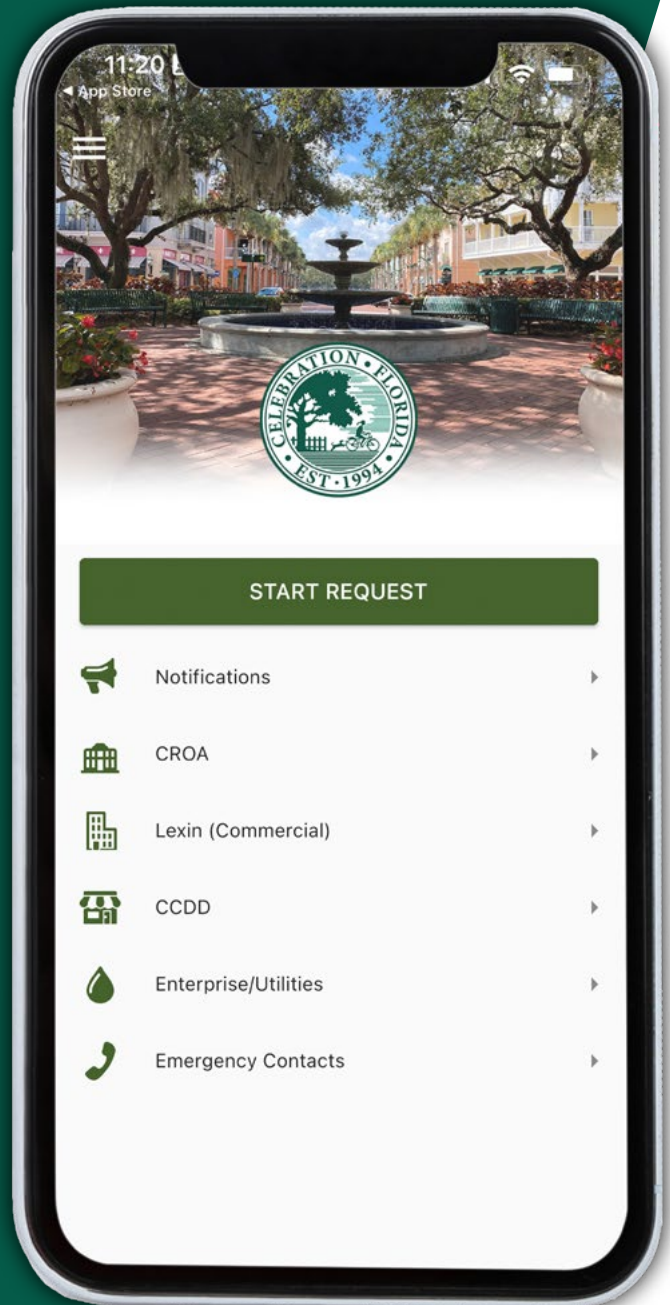 11:20
App Store
CELEBRATION • FLORIDA
• EST • 1994 •
START REQUEST
Notifications
CROA
Lexin (Commercial)
CCDD
Enterprise/Utilities
Emergency Contacts